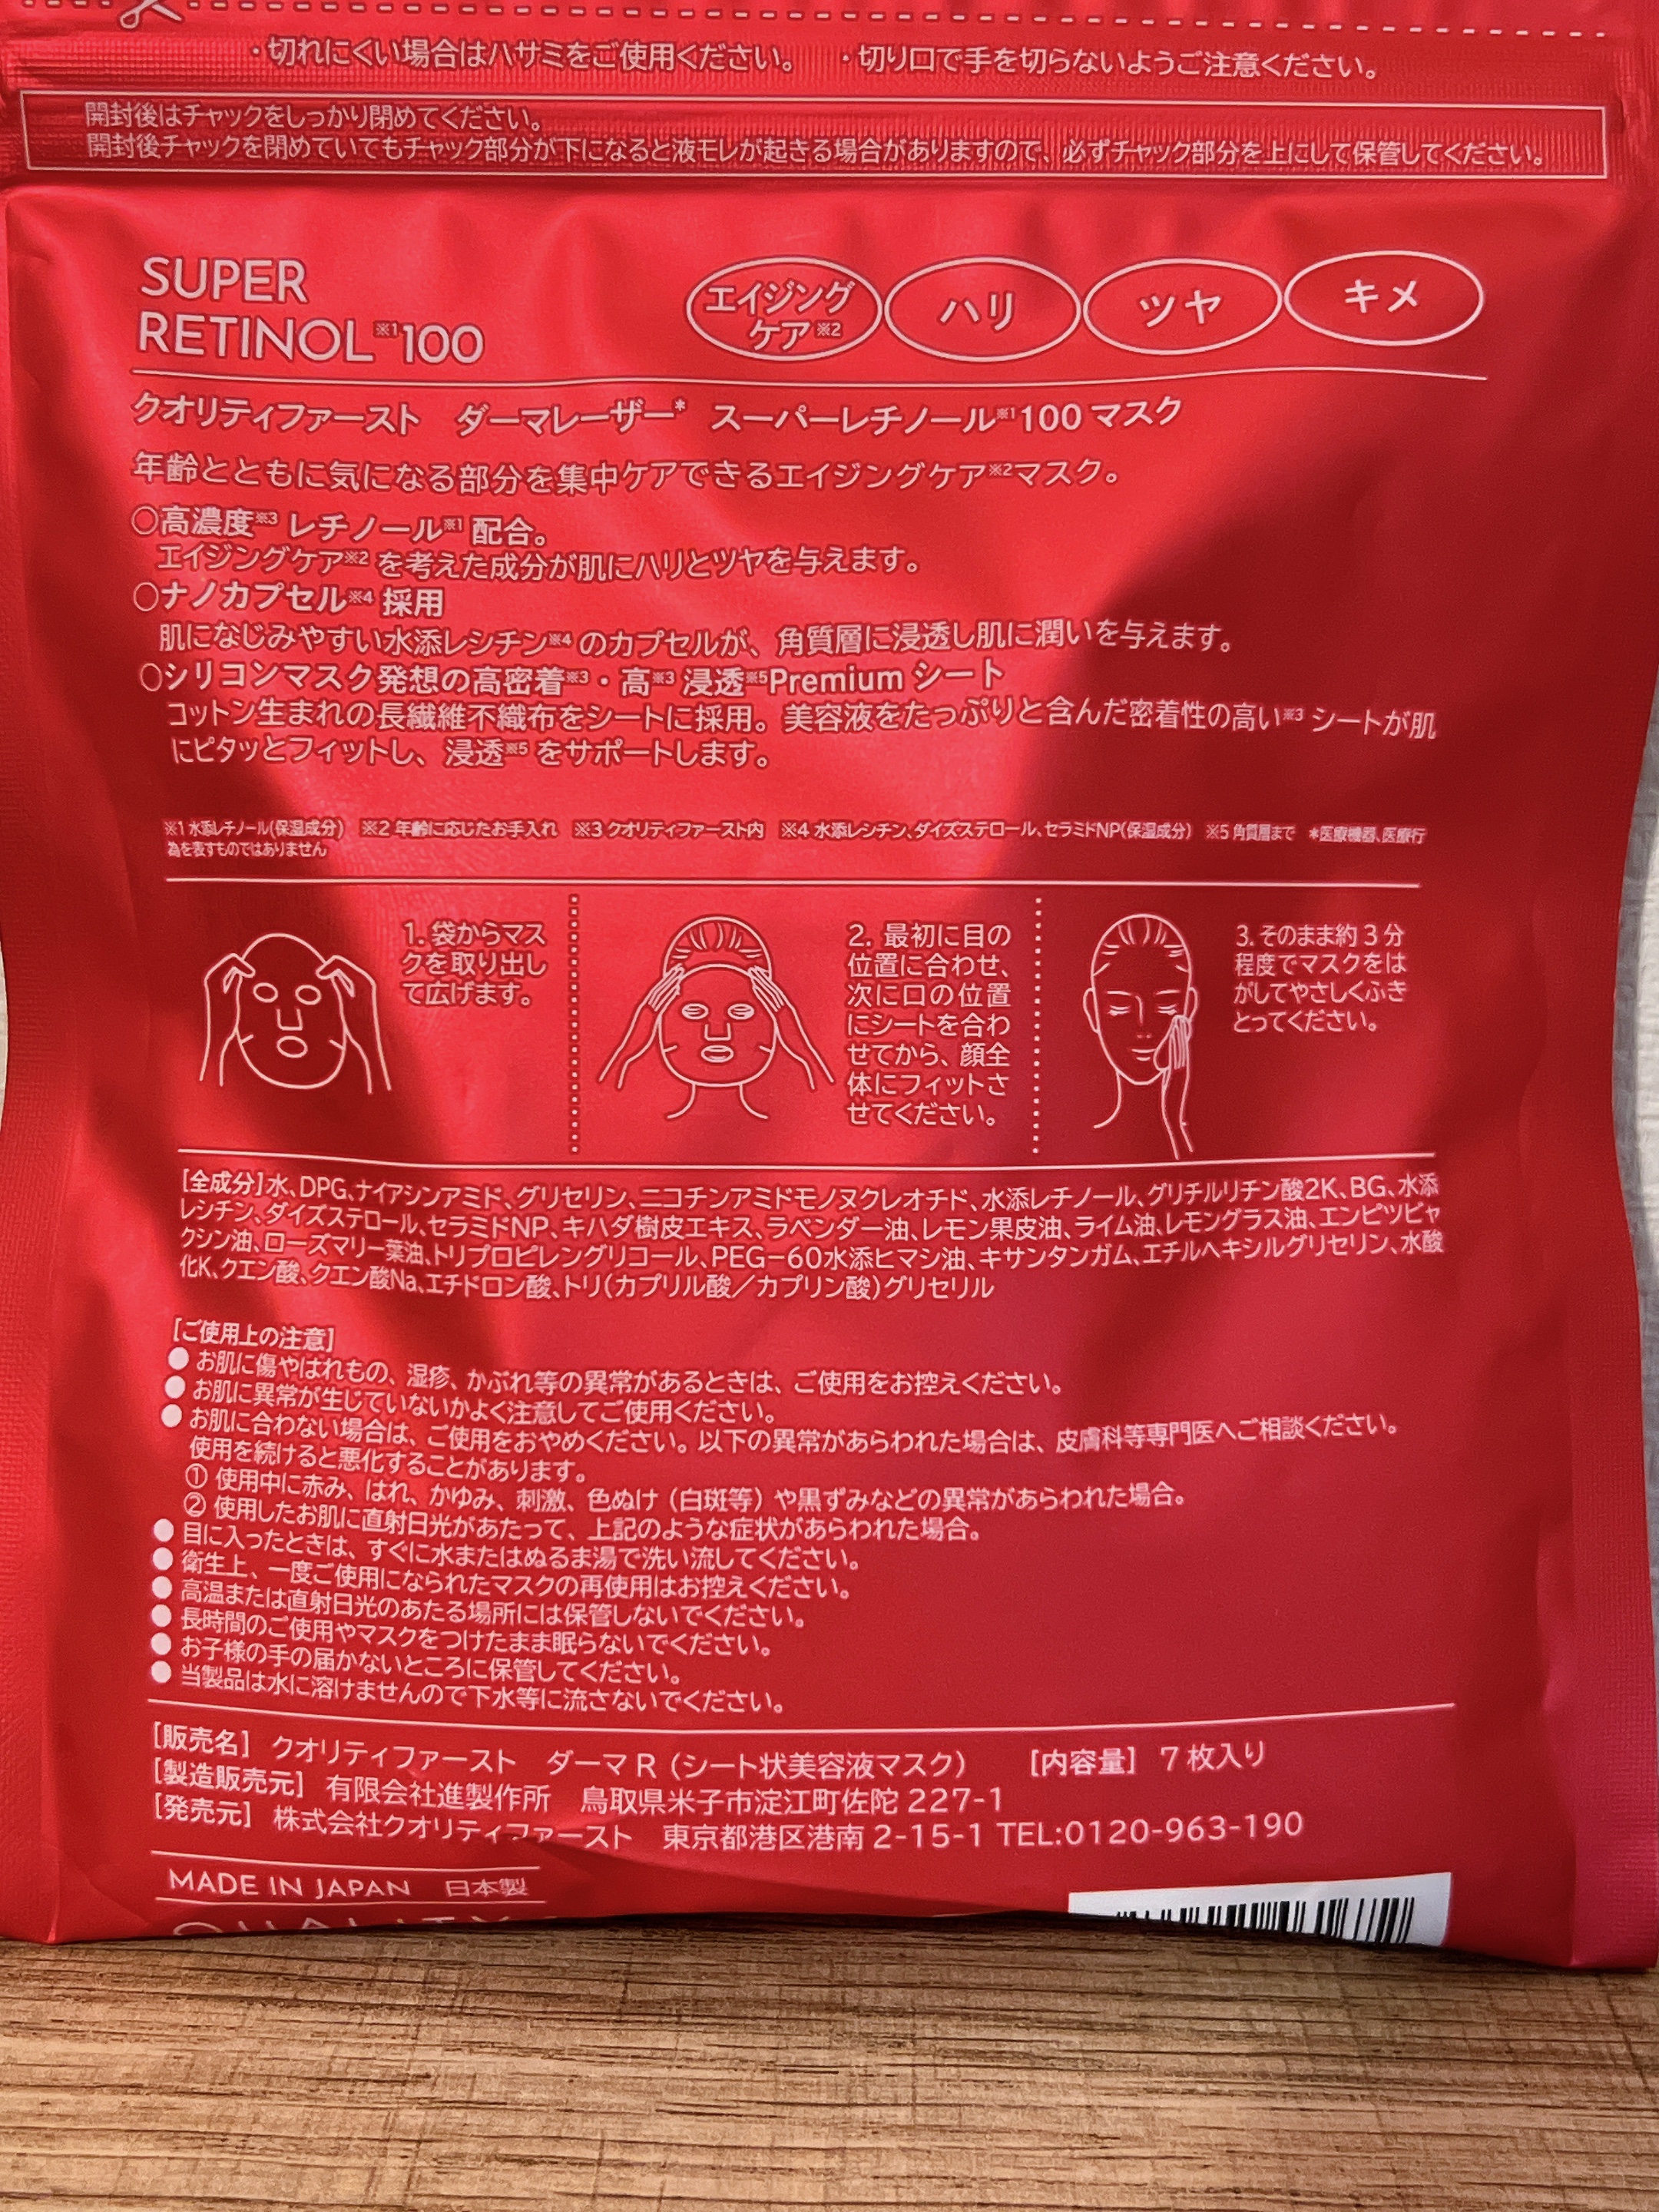 ・切れにくい場合はハサミをご使用ください。　・切り口で手を切らないようご注意ください。
開封後はチャックをしっかり閉めてください。
開封後チャックを閉めていてもチャック部分が下になると液モレが起きる場合がありますので、必ずチャック部分を上にして保管してください。
SUPER
RETINOL※1 100
エイジング
ケア※2
ハリ
ツヤ
キメ
クオリティファースト　ダーマレーザー*　スーパーレチノール※1 100 マスク
年齢とともに気になる部分を集中ケアできるエイジングケア※2マスク。
○高濃度※3 レチノール※1 配合。
エイジングケア※2 を考えた成分が肌にハリとツヤを与えます。
○ナノカプセル※4 採用
肌になじみやすい水添レシチン※4 のカプセルが、角質層に浸透し肌に潤いを与えます。
○シリコンマスク発想の高密着※3・高※3 浸透※5Premium シート
コットン生まれの長繊維不織布をシートに採用。美容液をたっぷりと含んだ密着性の高い※3 シートが肌
にピタッとフィットし、浸透※5 をサポートします。
※1 水添レチノール(保湿成分)　※2 年齢に応じたお手入れ　※3 クオリティファースト内　※4 水添レシチン、ダイズステロール、セラミドNP(保湿成分)　※5 角質層まで　*医療機器、医療行
為を表すものではありません
1. 袋からマス
クを取り出し
て広げます。
2. 最初に目の
位置に合わせ、
次に口の位置
にシートを合わ
せてから、顔全
体にフィットさ
せてください。
3. そのまま約 3 分
程度でマスクをは
がしてやさしくふき
とってください。
[全成分]水、DPG、ナイアシンアミド、グリセリン、ニコチンアミドモノヌクレオチド、水添レチノール、グリチルリチン酸2K、BG、水添
レシチン、ダイズステロール、セラミドNP、キハダ樹皮エキス、ラベンダー油、レモン果皮油、ライム油、レモングラス油、エンピツビャ
クシン油、ローズマリー葉油、トリプロピレングリコール、PEG－60水添ヒマシ油、キサンタンガム、エチルヘキシルグリセリン、水酸
化K、クエン酸、クエン酸Na、エチドロン酸、トリ(カプリル酸／カプリン酸)グリセリル
[ご使用上の注意]
● お肌に傷やはれもの、湿疹、かぶれ等の異常があるときは、ご使用をお控えください。
● お肌に異常が生じていないかよく注意してご使用ください。
● お肌に合わない場合は、ご使用をおやめください。以下の異常があらわれた場合は、皮膚科等専門医へご相談ください。
使用を続けると悪化することがあります。
① 使用中に赤み、はれ、かゆみ、刺激、色ぬけ（白斑等）や黒ずみなどの異常があらわれた場合。
② 使用したお肌に直射日光があたって、上記のような症状があらわれた場合。
● 目に入ったときは、すぐに水またはぬるま湯で洗い流してください。
● 衛生上、一度ご使用になられたマスクの再使用はお控えください。
● 高温または直射日光のあたる場所には保管しないでください。
● 長時間のご使用やマスクをつけたまま眠らないでください。
● お子様の手の届かないところに保管してください。
● 当製品は水に溶けませんので下水等に流さないでください。
[販売名] クオリティファースト　ダーマ R（シート状美容液マスク）　[内容量] 7 枚入り
[製造販売元] 有限会社進製作所　鳥取県米子市淀江町佐陀 227-1
[発売元] 株式会社クオリティファースト　東京都港区港南 2-15-1 TEL:0120-963-190
MADE IN JAPAN　日本製
QUALITY